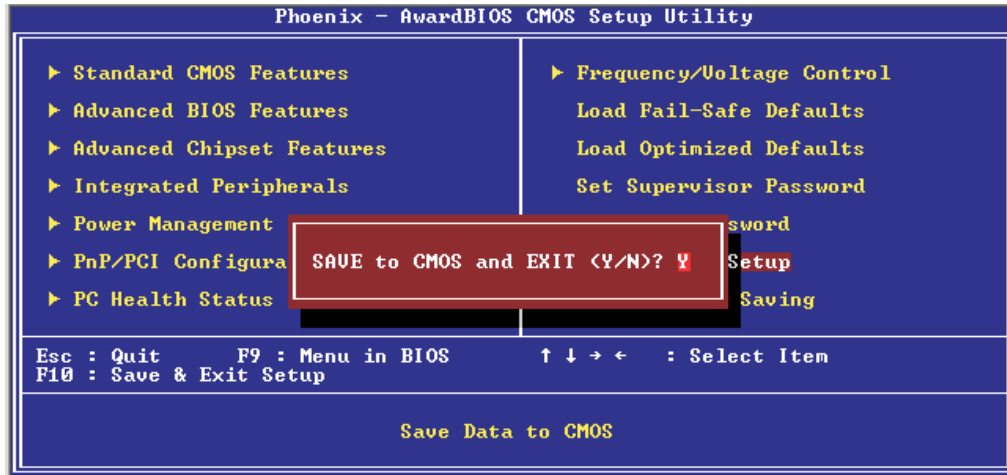 Phoenix - AwardBIOS CMOS Setup Utility
Standard CMOS Features
Advanced BIOS Features
Advanced Chipset Features
Integrated Peripherals
Power Management
PnP/PCI Configura
PC Health Status
Frequency/Voltage Control
Load Fail-Safe Defaults
Load Optimized Defaults
Set Supervisor Password
sword
Setup
Saving
SAVE to CMOS and EXIT (Y/N)? Y
Esc : Quit F9 : Menu in BIOS ↑ ↓ → ← : Select Item
F10 : Save & Exit Setup
Save Data to CMOS